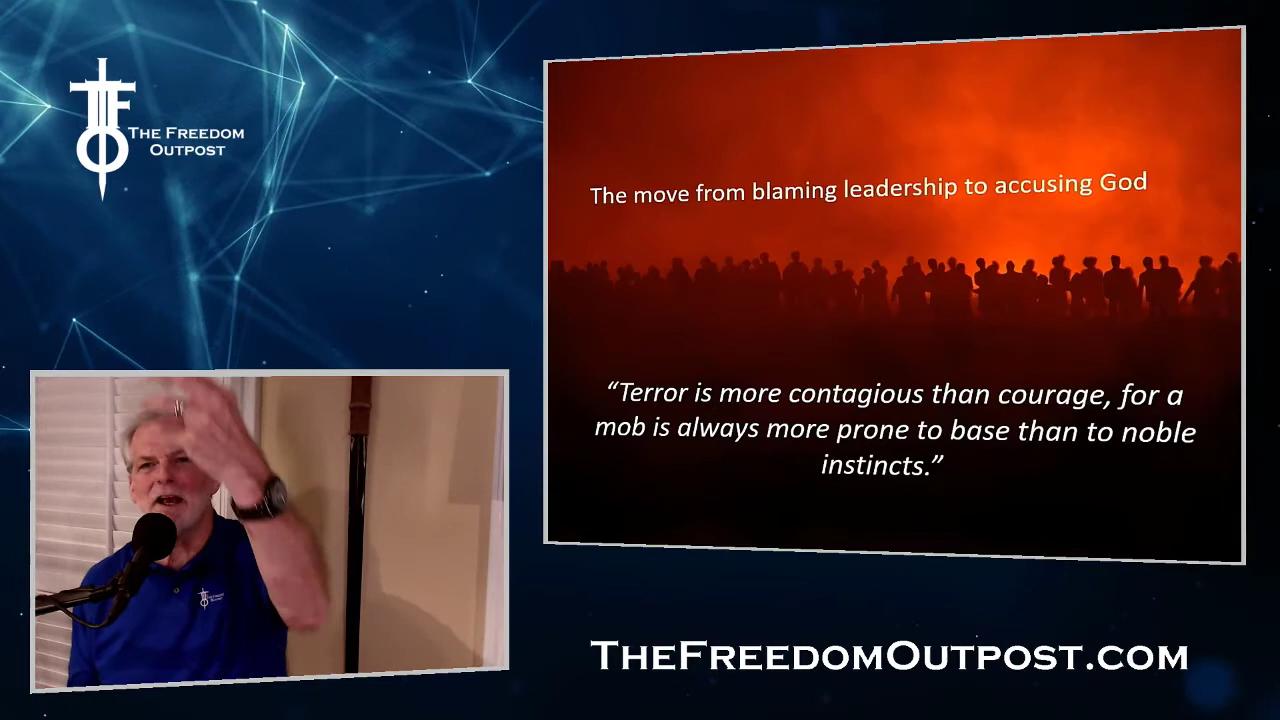 The Freedom
Outpost
The move from blaming leadership to accusing God
“Terror is more contagious than courage, for a
mob is always more prone to base than to noble
instincts.”
TheFreedomOutpost.com